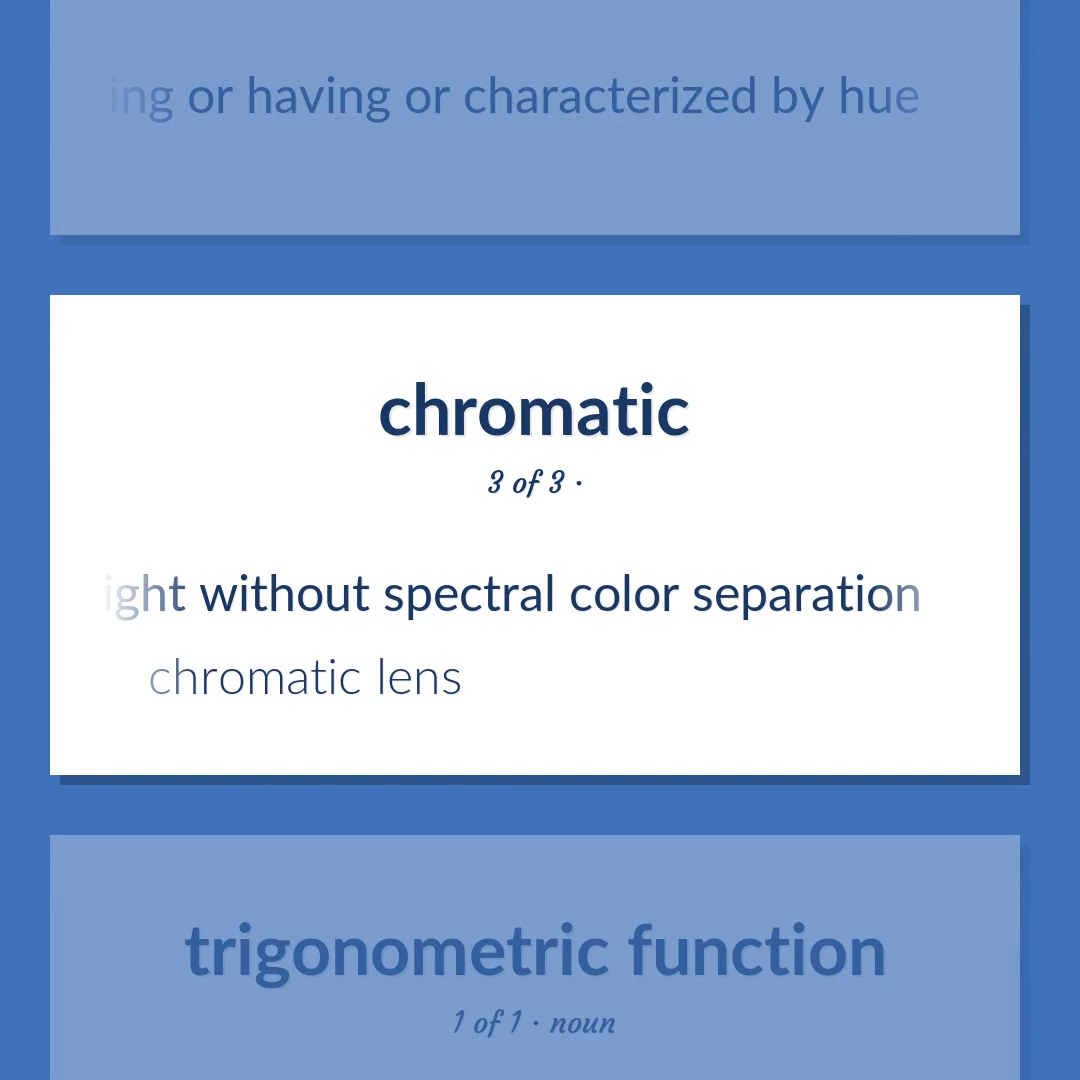 ing or having or characterized by hue
chromatic
3 of 3 ·
ight without spectral color separation
chromatic lens
trigonometric function
1 of 1 · noun